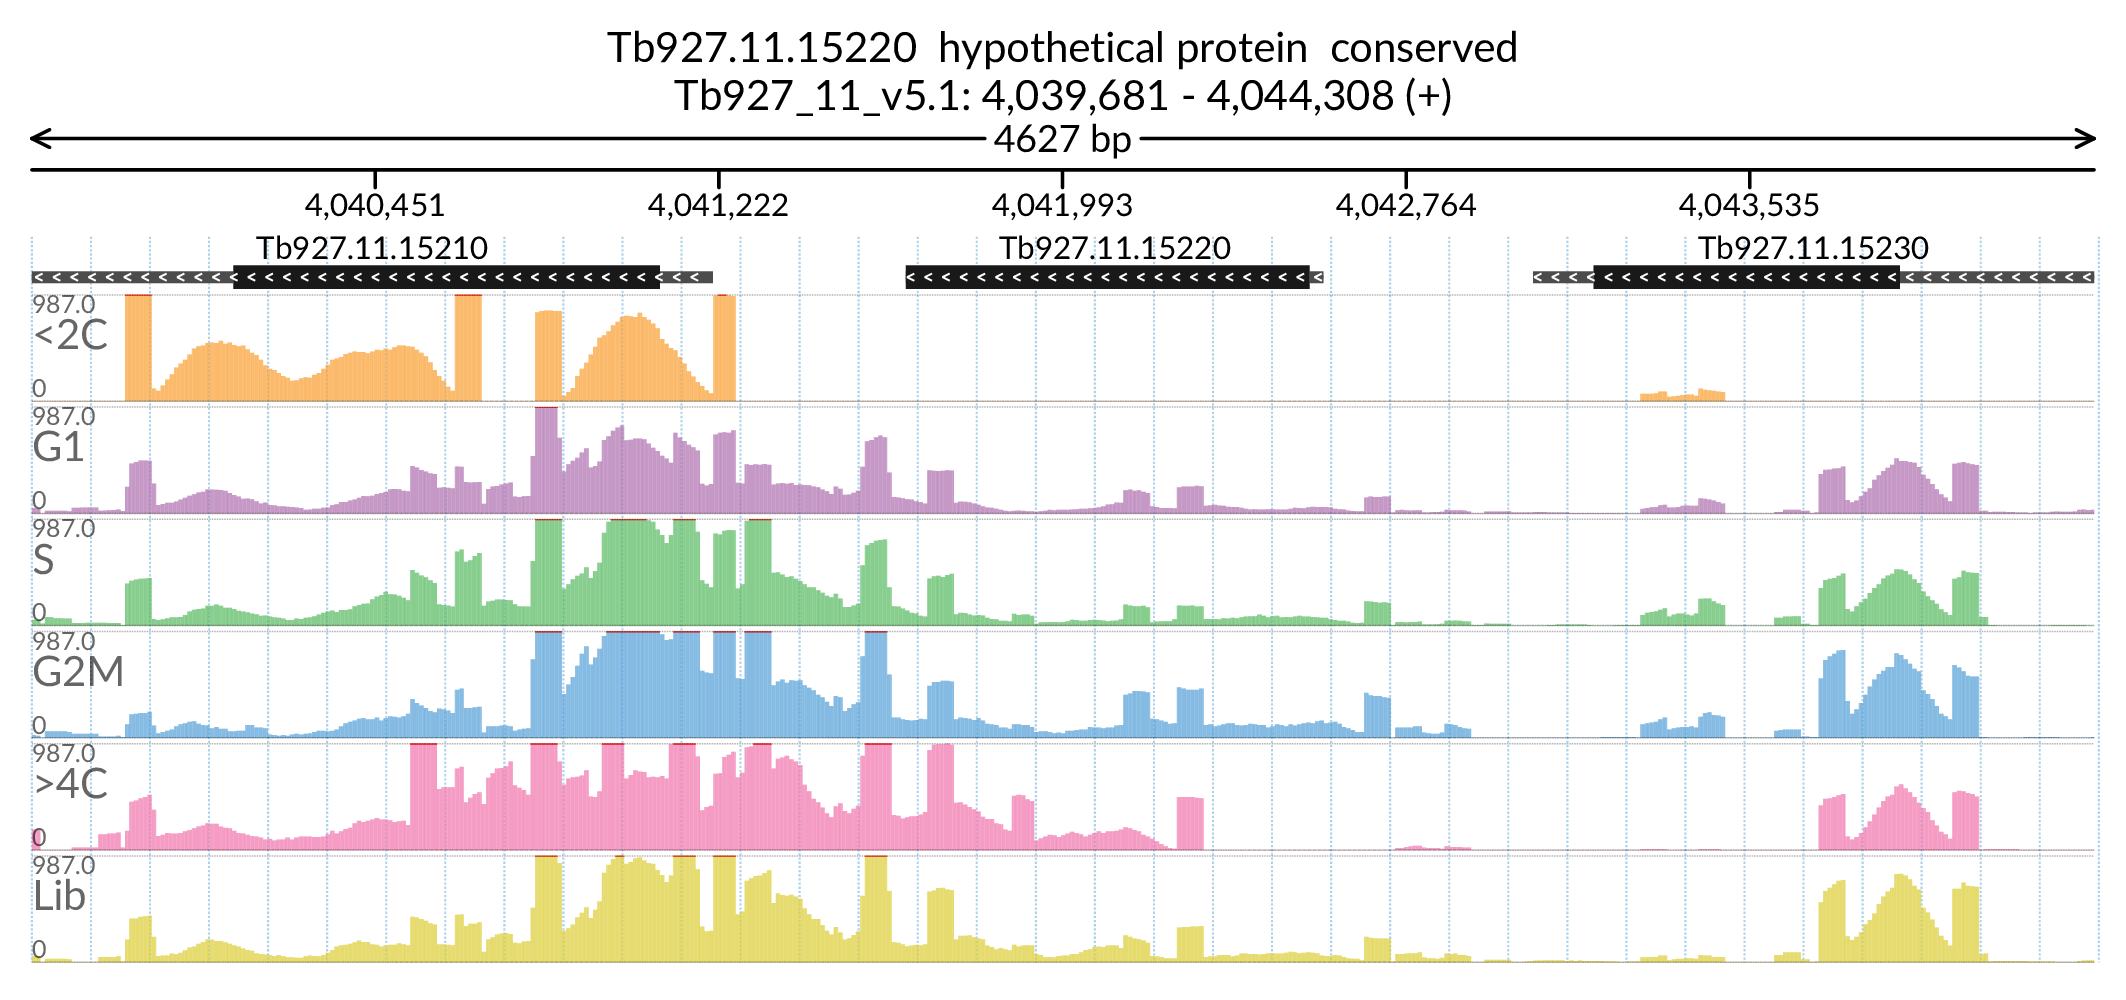 Tb927.11.15220  hypothetical protein  conserved
Tb927_11_v5.1: 4,039,681 - 4,044,308 (+)
4627 bp
4,040,451 4,041,222 4,041,993 4,042,764 4,043,535
Tb927.11.15210 Tb927.11.15220 Tb927.11.15230
987.0
<2C
0
987.0
G1
0
987.0
S
0
987.0
G2M
0
987.0
>4C
0
987.0
Lib
0